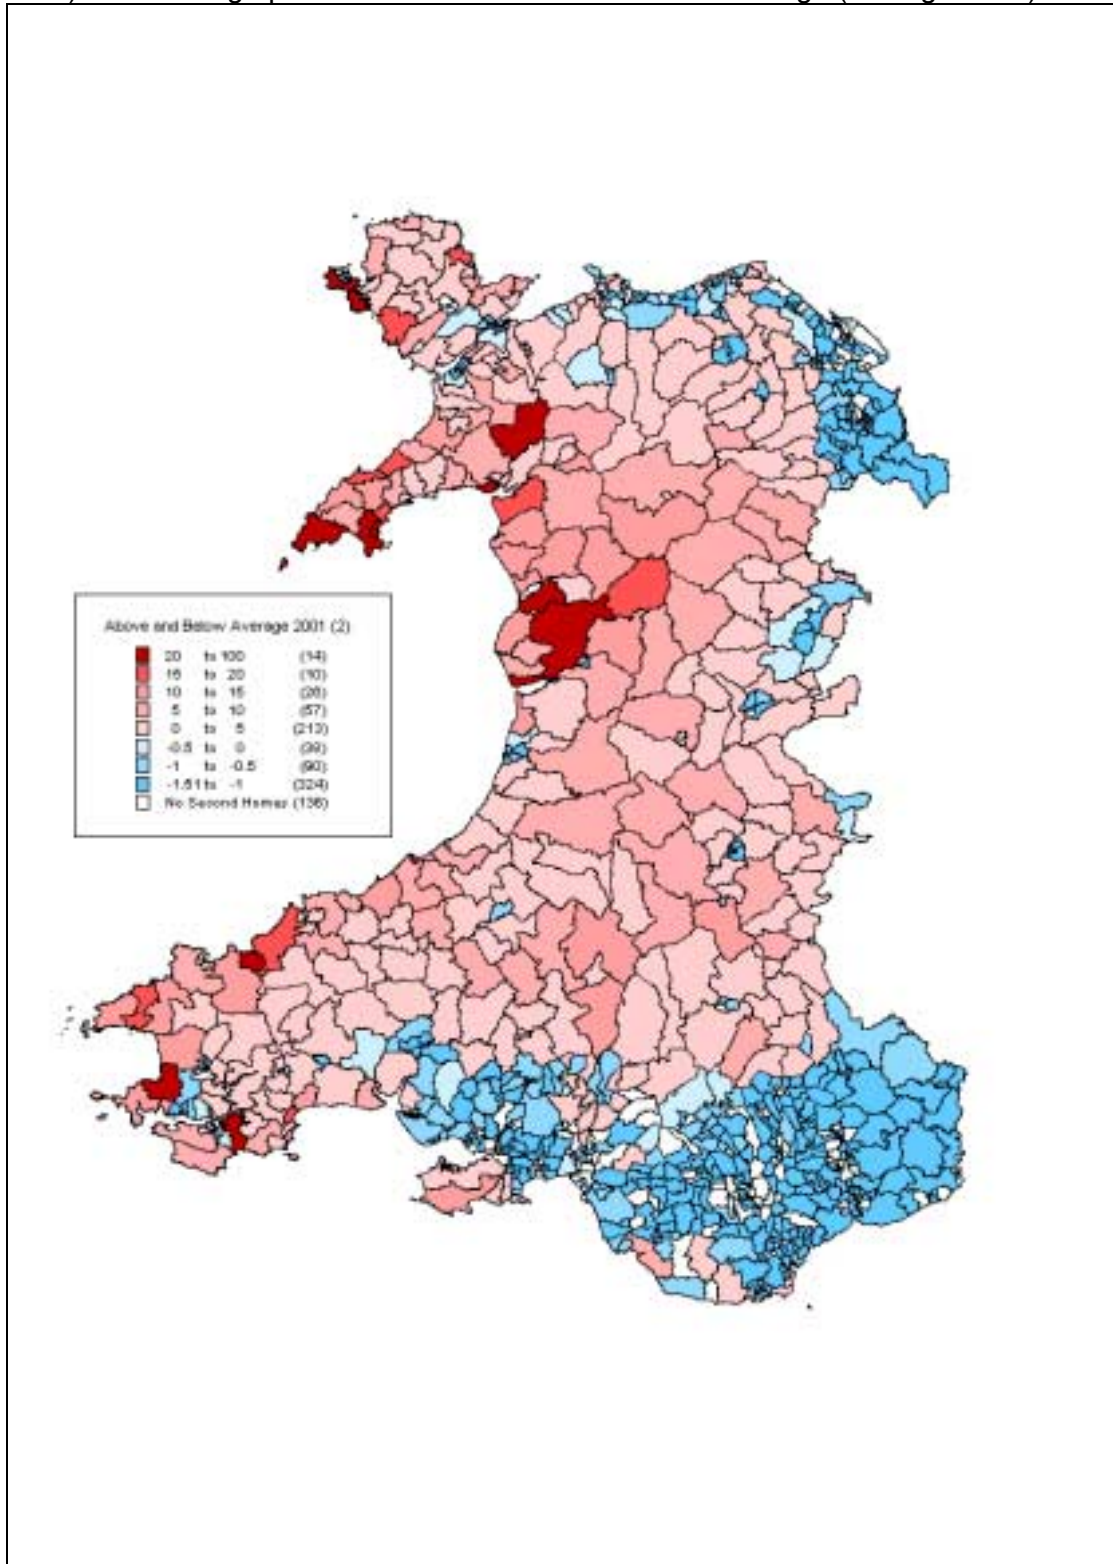 Above and Below Average 2001 (2)
20 to 100 (14)
15 to 20 (10)
10 to 15 (26)
5 to 10 (57)
0 to 5 (213)
-0.5 to 0 (39)
-1 to -0.5 (90)
-1.51 to -1 (324)
No Second Homes (136)